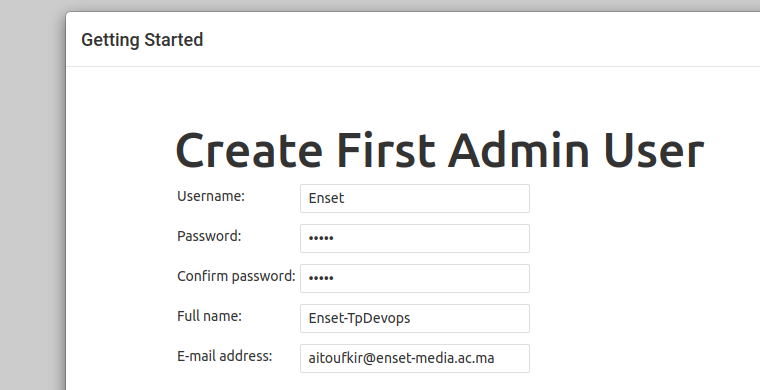 Getting Started
Create First Admin User
Username: Enset
Password: •••••
Confirm password: •••••
Full name: Enset-TpDevops
E-mail address: aitoufkir@enset-media.ac.ma